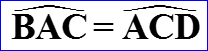 BAC = ACD